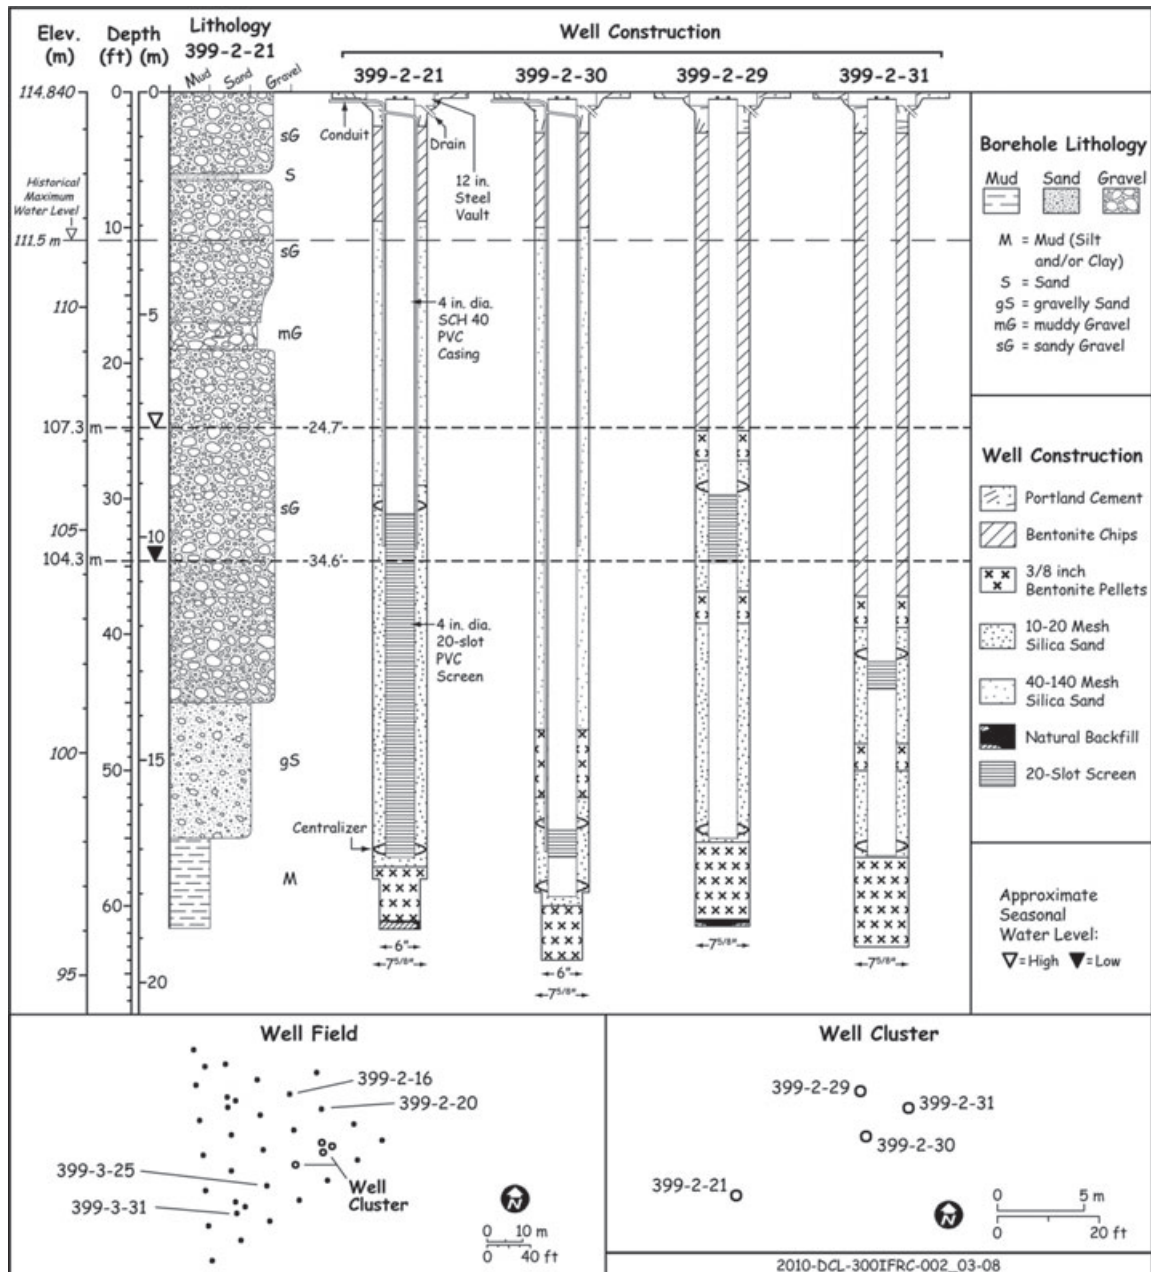 Elev.
(m)
Depth
(ft) (m)
Lithology
399-2-21
Mud
Sand
Gravel
Well Construction
399-2-21
399-2-30
399-2-29
399-2-31
114.840
0
0
Conduit
Drain
12 in.
Steel
Vault
sG
S
Historical
Maximum
Water Level
111.5 m
10
sG
110
5
4 in. dia.
SCH 40
PVC
Casing
mG
20
107.3 m
24.7'
30
sG
105
10
104.3 m
34.6'
40
4 in. dia.
20-slot
PVC
Screen
100
15
gS
50
Centralizer
M
60
95
20
6"
7 5/8"
6"
7 5/8"
7 5/8"
7 5/8"
Borehole Lithology
Mud
Sand
Gravel
M = Mud (Silt
and/or Clay)
S = Sand
gS = gravelly Sand
mG = muddy Gravel
sG = sandy Gravel
Well Construction
Portland Cement
Bentonite Chips
3/8 inch
Bentonite Pellets
10-20 Mesh
Silica Sand
40-140 Mesh
Silica Sand
Natural Backfill
20-Slot Screen
Approximate
Seasonal
Water Level:
=High =Low
Well Field
399-2-16
399-2-20
399-3-25
399-3-31
Well
Cluster
N
0 10 m
0 40 ft
Well Cluster
399-2-29
399-2-31
399-2-30
399-2-21
N
0 5 m
0 20 ft
2010-DCL-300IFRC-002_03-08